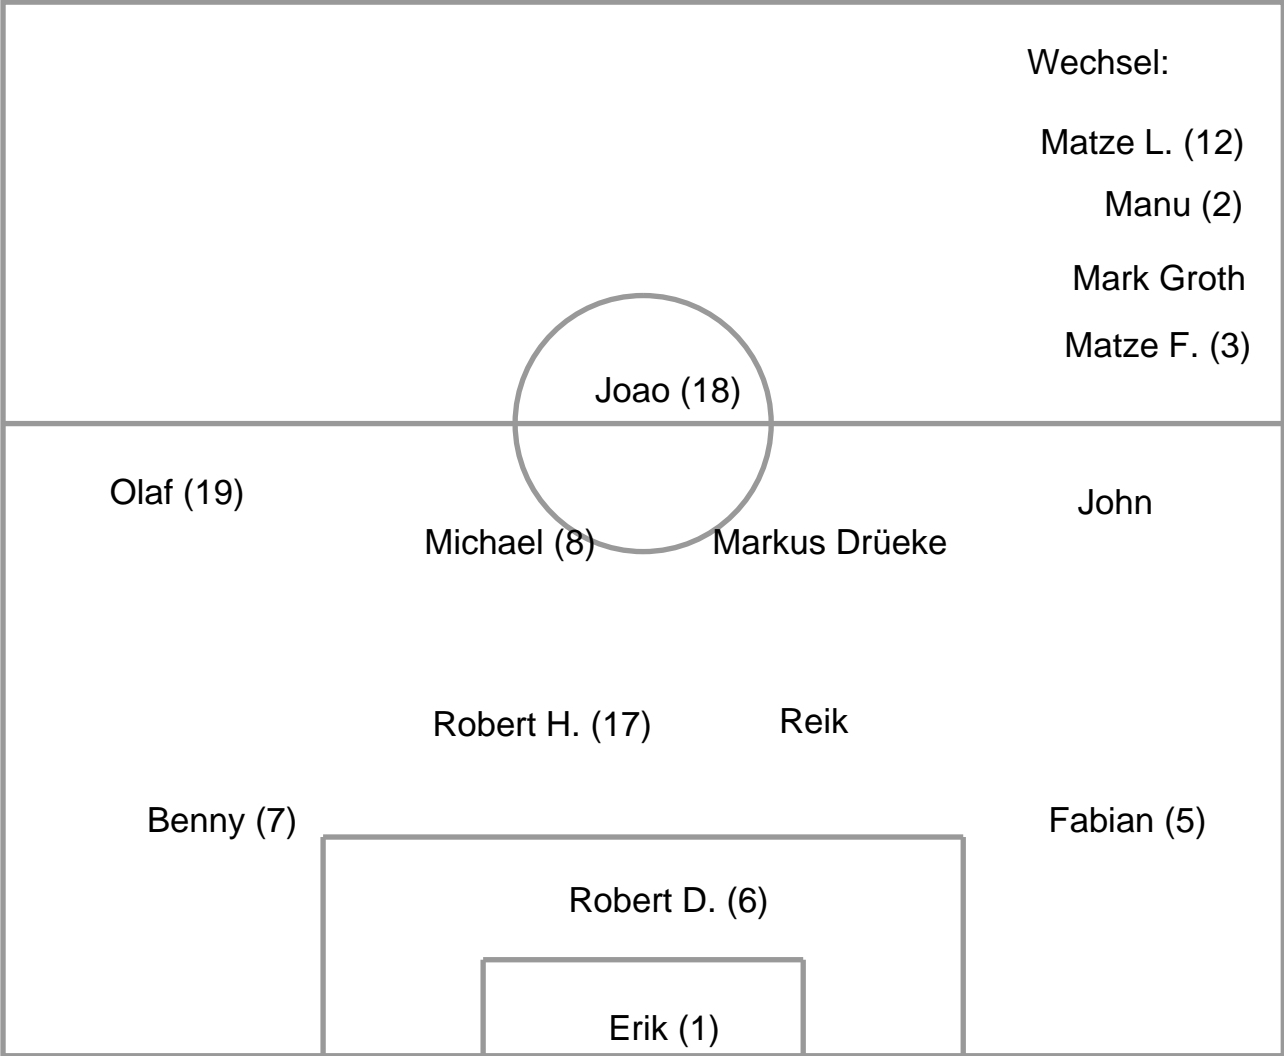 Wechsel:
Matze L. (12)
Manu (2)
Mark Groth
Matze F. (3)
Joao (18)
Olaf (19)
John
Michael (8)
Markus Drüeke
Robert H. (17)
Reik
Benny (7)
Fabian (5)
Robert D. (6)
Erik (1)